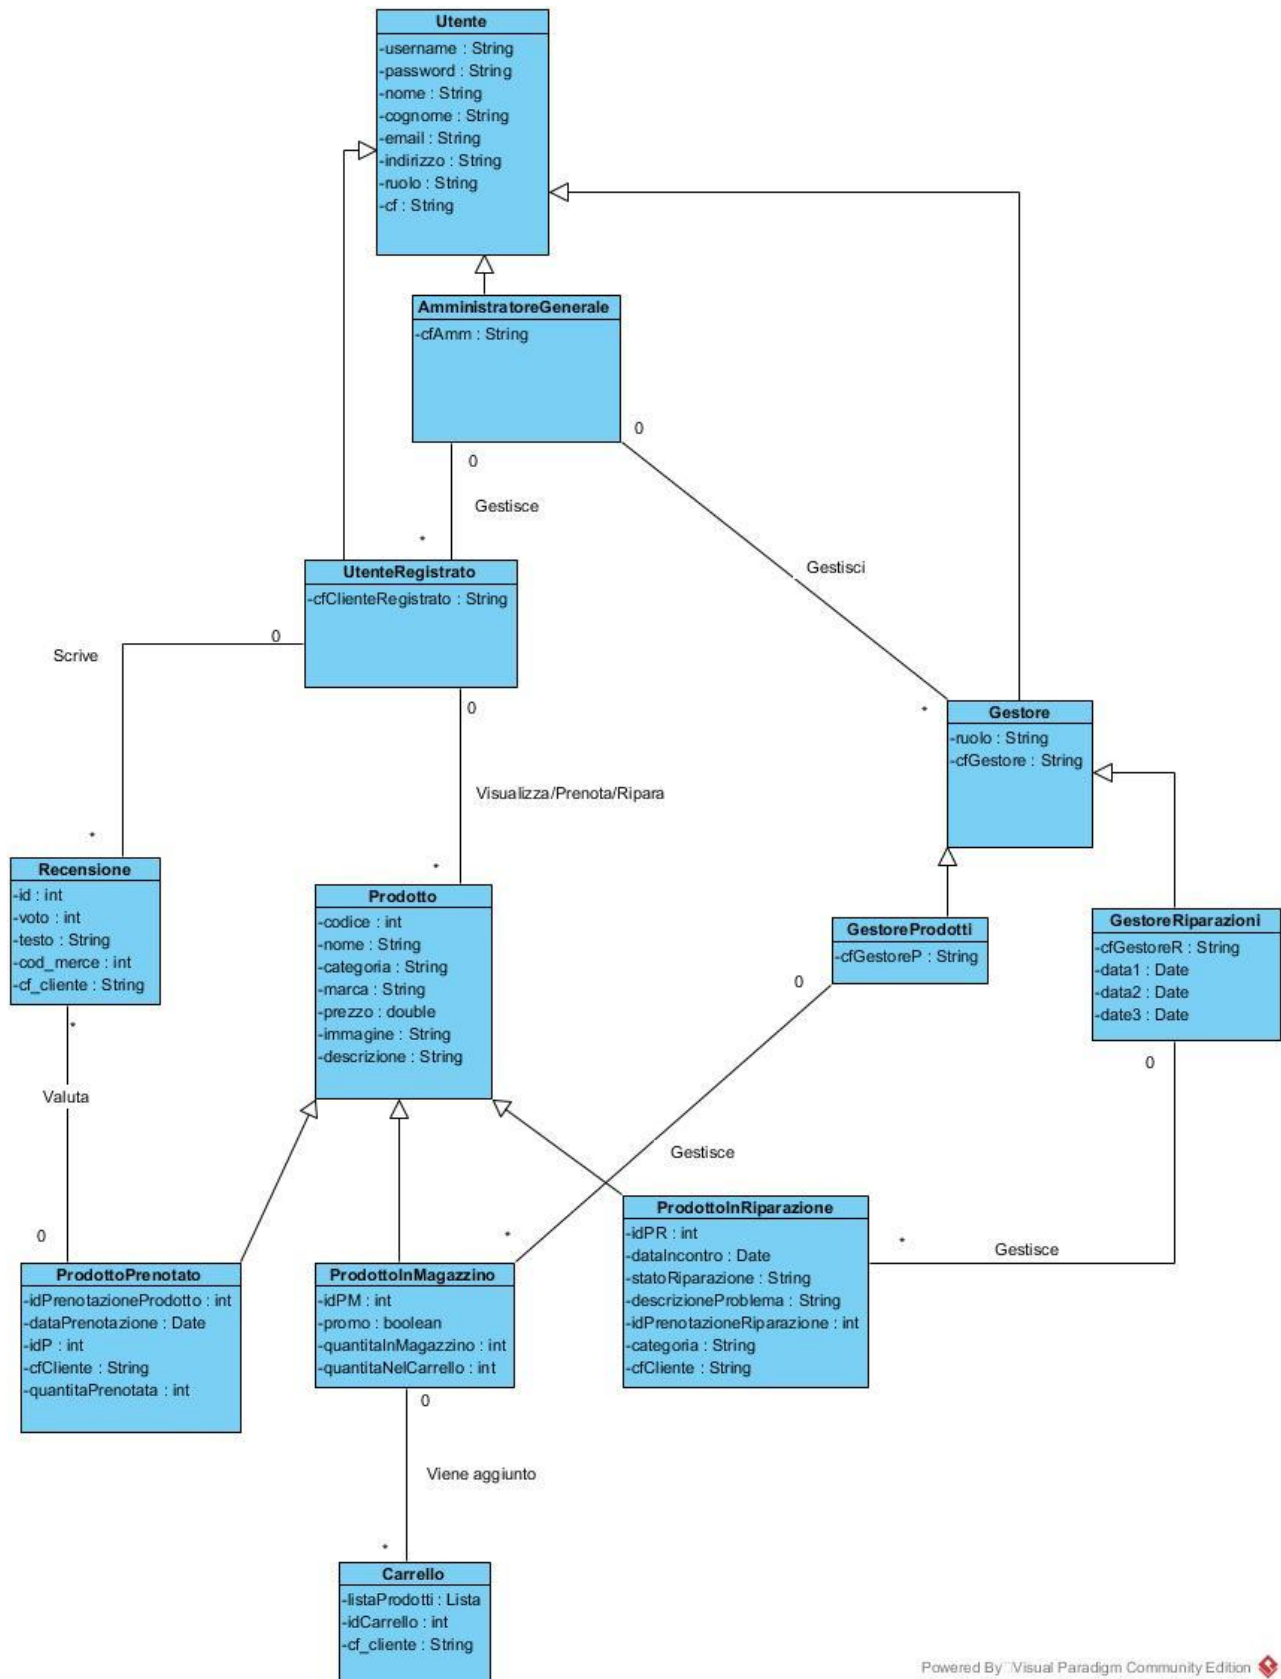 Utente
-username : String
-password : String
-nome : String
-cognome : String
-email : String
-indirizzo : String
-ruolo : String
-cf : String
AmministratoreGenerale
-cfAmm : String
0
0
Gestisce
*
Gestisci
UtenteRegistrato
-cfClienteRegistrato : String
0
Scrive
0
*
Gestore
-ruolo : String
-cfGestore : String
Visualizza/Prenota/Ripara
*
*
Recensione
-id : int
-voto : int
-testo : String
-cod_merce : int
-cf_cliente : String
*
Prodotto
-codice : int
-nome : String
-categoria : String
-marca : String
-prezzo : double
-immagine : String
-descrizione : String
GestoreProdotti
-cfGestoreP : String
0
GestoreRiparazioni
-cfGestoreR : String
-data1 : Date
-data2 : Date
-date3 : Date
0
Valuta
Gestisce
0
*
*
Gestisce
ProdottoPrenotato
-idPrenotazioneProdotto : int
-dataPrenotazione : Date
-idP : int
-cfCliente : String
-quantitaPrenotata : int
ProdottoInMagazzino
-idPM : int
-promo : boolean
-quantitaInMagazzino : int
-quantitaNelCarrello : int
0
ProdottoInRiparazione
-idPR : int
-dataIncontro : Date
-statoRiparazione : String
-descrizioneProblema : String
-idPrenotazioneRiparazione : int
-categoria : String
-cfCliente : String
Viene aggiunto
*
Carrello
-listaProdotti : Lista
-idCarrello : int
-cf_cliente : String
Powered By Visual Paradigm Community Edition